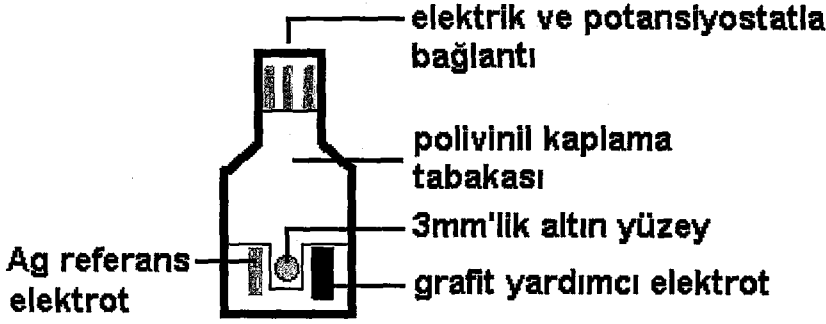 elektrik ve potansiyostatla
bağlantı
polivinil kaplama
tabakası
3mm'lik altın yüzey
Ag referans
elektrot
grafit yardımcı elektrot